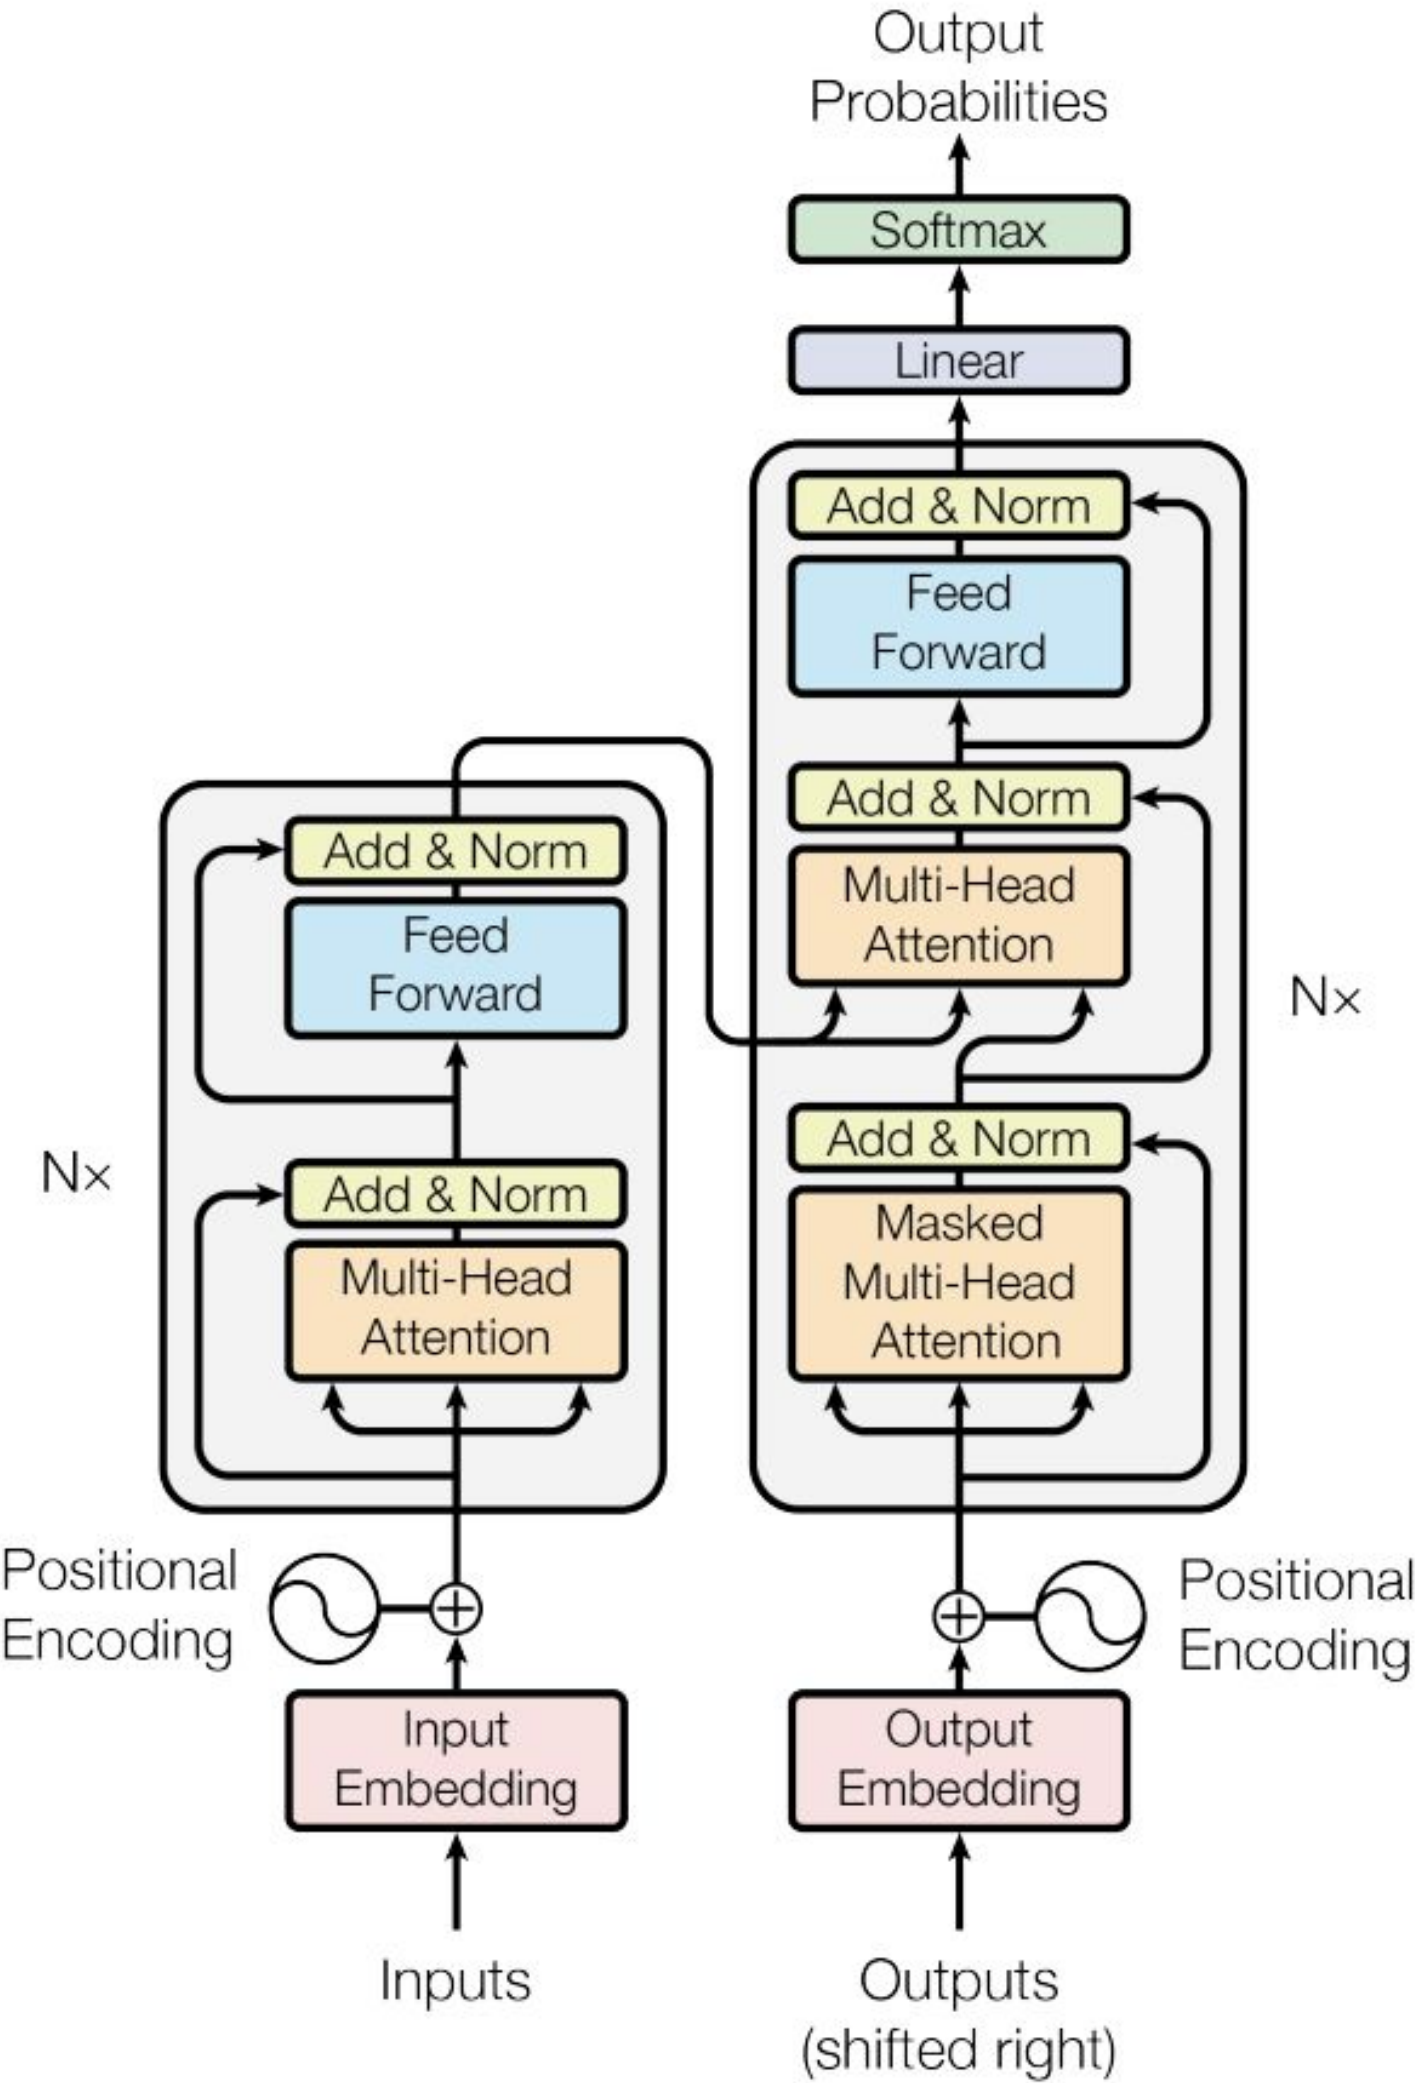 Output
Probabilities
Softmax
Linear
Add & Norm
Feed
Forward
Add & Norm
Multi-Head
Attention
Add & Norm
Masked
Multi-Head
Attention
N×
Add & Norm
Feed
Forward
Add & Norm
Multi-Head
Attention
N×
Positional
Encoding
Positional
Encoding
Input
Embedding
Output
Embedding
Inputs
Outputs
(shifted right)